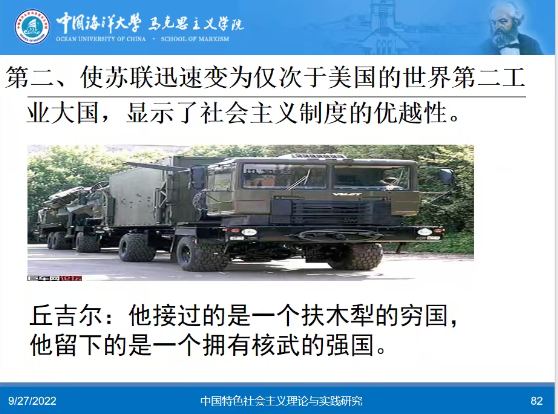 中国海洋大学 马克思主义学院
OCEAN UNIVERSITY OF CHINA · SCHOOL OF MARXISM
第二、使苏联迅速变为仅次于美国的世界第二工
业大国，显示了社会主义制度的优越性。
丘吉尔：他接过的是一个扶木犁的穷国，
他留下的是一个拥有核武的强国。
9/27/2022
中国特色社会主义理论与实践研究
82